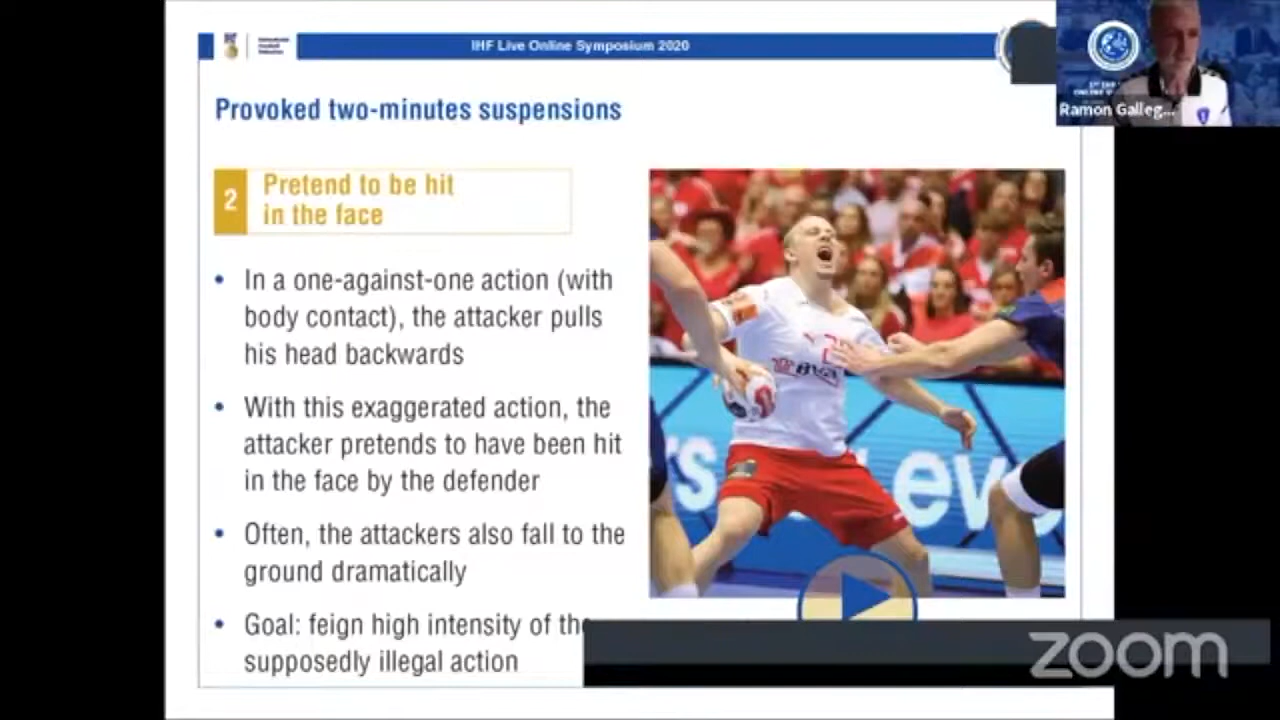 IHF Live Online Symposium 2020
Ramon Galleg...
Provoked two-minutes suspensions
2
Pretend to be hit
in the face
• In a one-against-one action (with
body contact), the attacker pulls
his head backwards
• With this exaggerated action, the
attacker pretends to have been hit
in the face by the defender
• Often, the attackers also fall to the
ground dramatically
• Goal: feign high intensity of the
supposedly illegal action
zoom